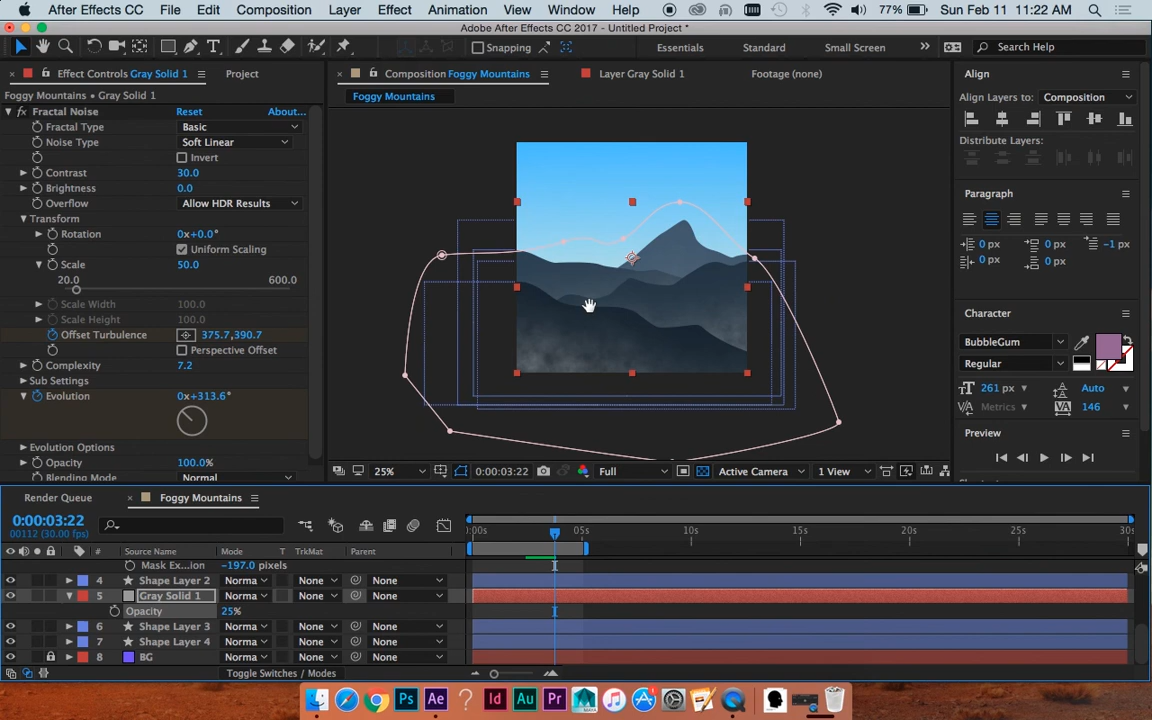 After Effects CC File Edit Composition Layer Effect Animation View Window Help 77% Sun Feb 11 11:22 AM
Adobe After Effects CC 2017 - Untitled Project *
Snapping Essentials Standard Small Screen Search Help
Effect Controls Gray Solid 1 Project
Composition Foggy Mountains Layer Gray Solid 1 Footage (none)
Align
Foggy Mountains • Gray Solid 1
Foggy Mountains
Align Layers to: Composition
Fractal Noise Reset About...
Fractal Type Basic
Noise Type Soft Linear
Invert
Contrast 30.0
Brightness 0.0
Overflow Allow HDR Results
Transform
Rotation 0x+0.0°
Uniform Scaling
Scale 50.0
20.0 600.0
Scale Width 100.0
Scale Height 100.0
Offset Turbulence 375.7,390.7
Perspective Offset
Complexity 7.2
Sub Settings
Evolution 0x+313.6°
Evolution Options
Opacity 100.0%
Blending Mode Normal
Distribute Layers:
Paragraph
0 px 0 px -1 px
0 px 0 px
Character
BubbleGum
Regular
261 px Auto
Metrics 146
Preview
25% 0:00:03:22 Full Active Camera 1 View
Render Queue Foggy Mountains
0:00:03:22
00112 (30.00 fps)
:00s 05s 10s 15s 20s 25s 30s
# Source Name Mode T TrkMat Parent
Mask Ex...ion -197.0 pixels
4 Shape Layer 2 Norma None None
5 Gray Solid 1 Norma None None
Opacity 25%
6 Shape Layer 3 Norma None None
7 Shape Layer 4 Norma None None
8 BG Norma None None
Toggle Switches / Modes
Ps Ae ? Id Au Pr